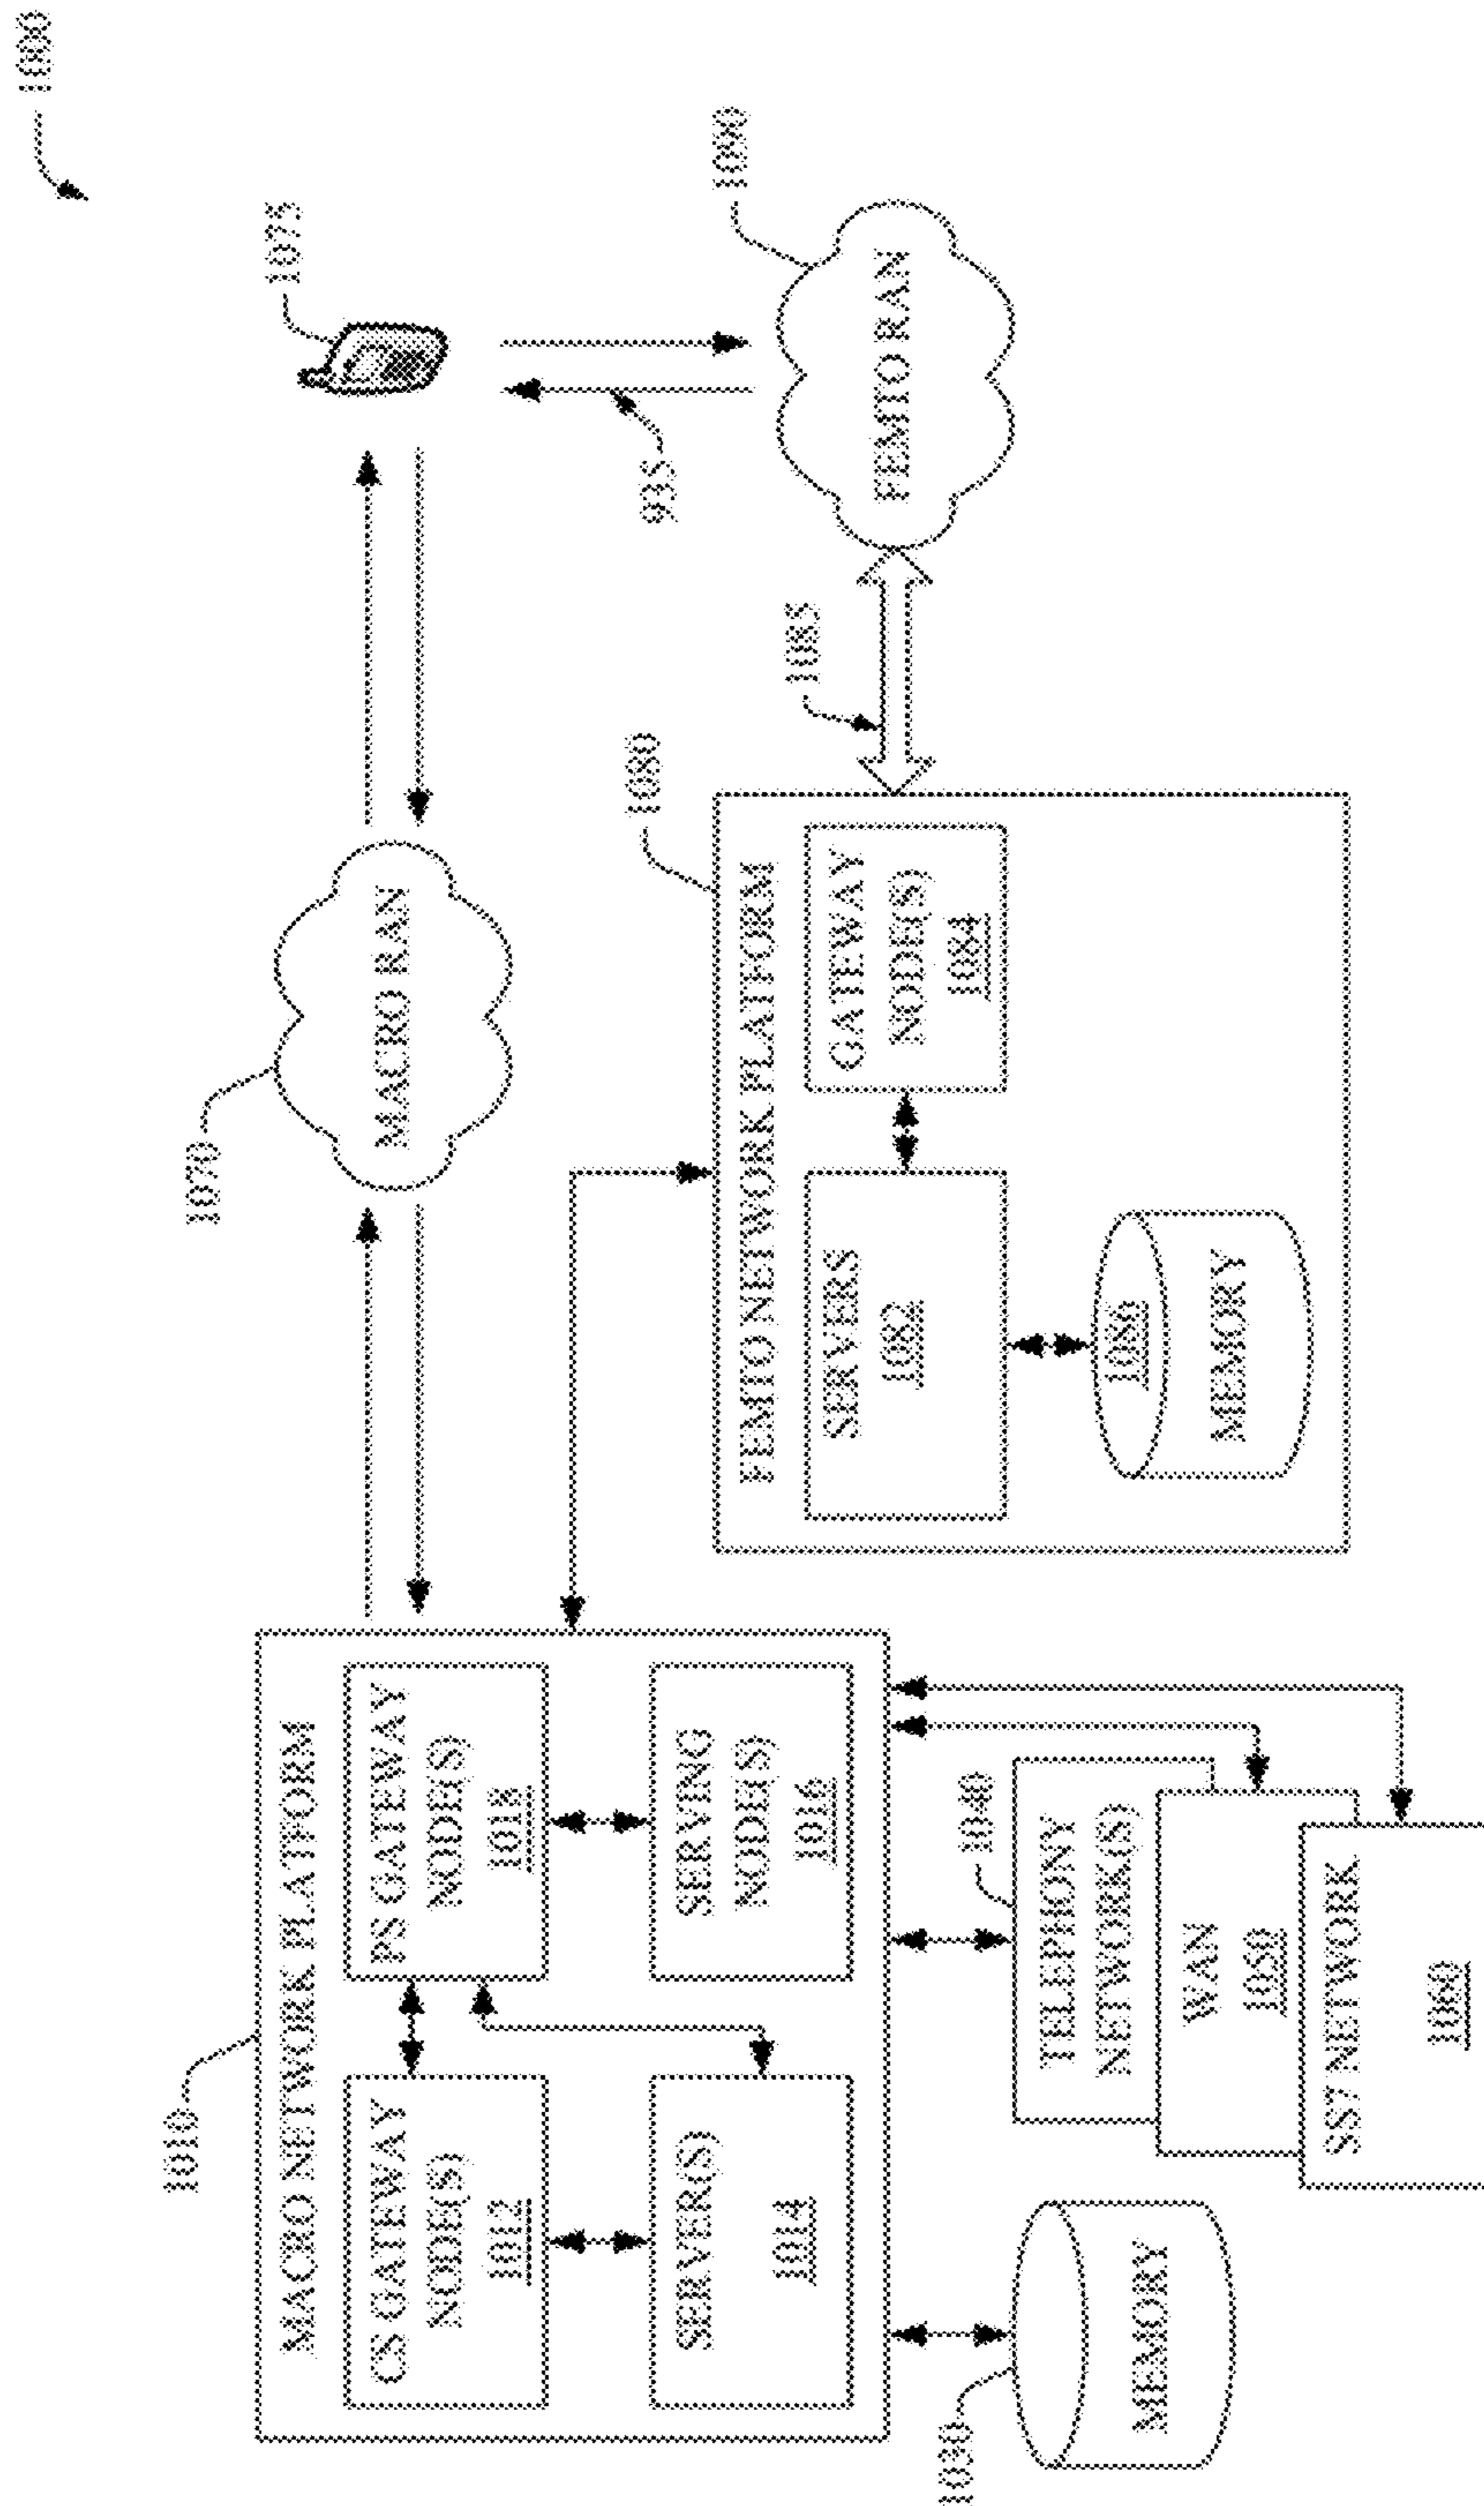 1000
1010
MACRO NETWORK PLATFORM
CS GATEWAY
NODE(S)
1012
PS GATEWAY
NODE(S)
1018
SERVER(S)
1014
SERVING
NODE(S)
1016
1070
MACRO RAN
1075
935
1080
FEMTO NETWORK PLATFORM
SERVERS
1082
GATEWAY
NODE(S)
1084
1086
MEMORY
1085
1090
FEMTO RAN
1030
MEMORY
1040
TELEPHONY
NETWORK(S)
WAN
1050
SS7 NETWORK
1060